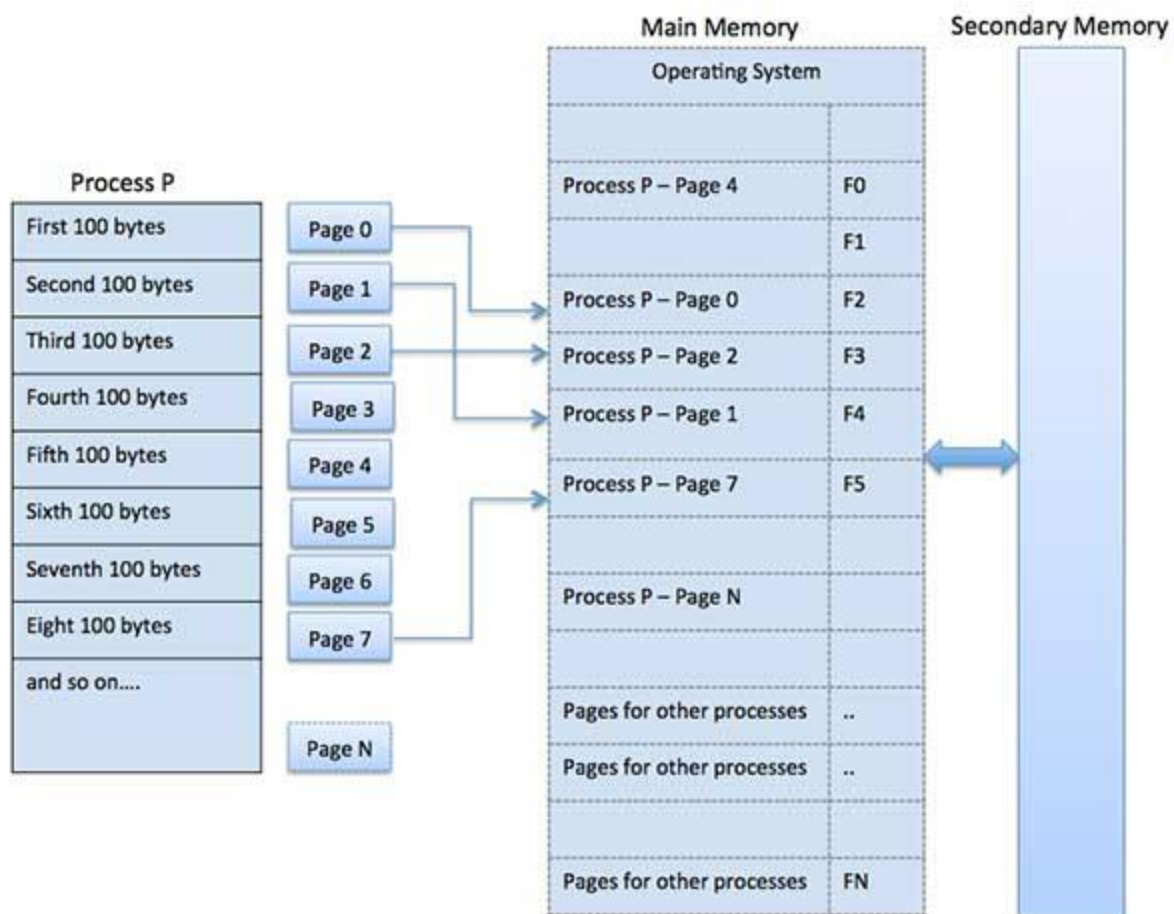 Main Memory
Secondary Memory
Operating System
Process P
First 100 bytes
Second 100 bytes
Third 100 bytes
Fourth 100 bytes
Fifth 100 bytes
Sixth 100 bytes
Seventh 100 bytes
Eight 100 bytes
and so on....
Page 0
Page 1
Page 2
Page 3
Page 4
Page 5
Page 6
Page 7
Page N
Process P – Page 4 F0
F1
Process P – Page 0 F2
Process P – Page 2 F3
Process P – Page 1 F4
Process P – Page 7 F5
Process P – Page N
Pages for other processes ..
Pages for other processes ..
Pages for other processes FN